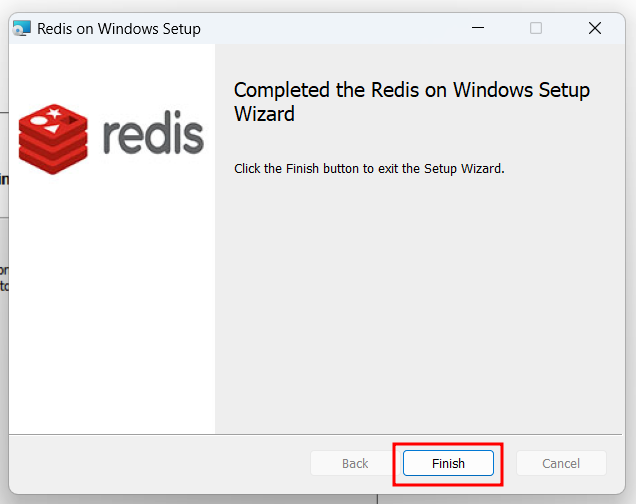 Redis on Windows Setup
redis
Completed the Redis on Windows Setup
Wizard
Click the Finish button to exit the Setup Wizard.
Back
Finish
Cancel